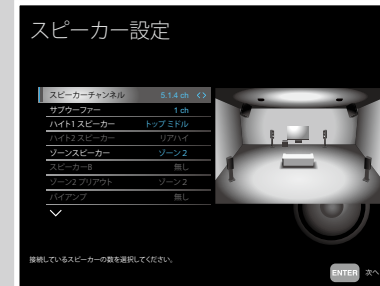 スピーカー設定
スピーカーチャンネル 5.1.4 ch
サブウーファー 1 ch
ハイト1 スピーカー トップ ミドル
ハイト2 スピーカー リアハイ
ゾーンスピーカー ゾーン 2
スピーカーB 無し
ゾーン2 プリアウト ゾーン 2
バイアンプ 無し
接続しているスピーカーの数を選択してください。
ENTER 次へ